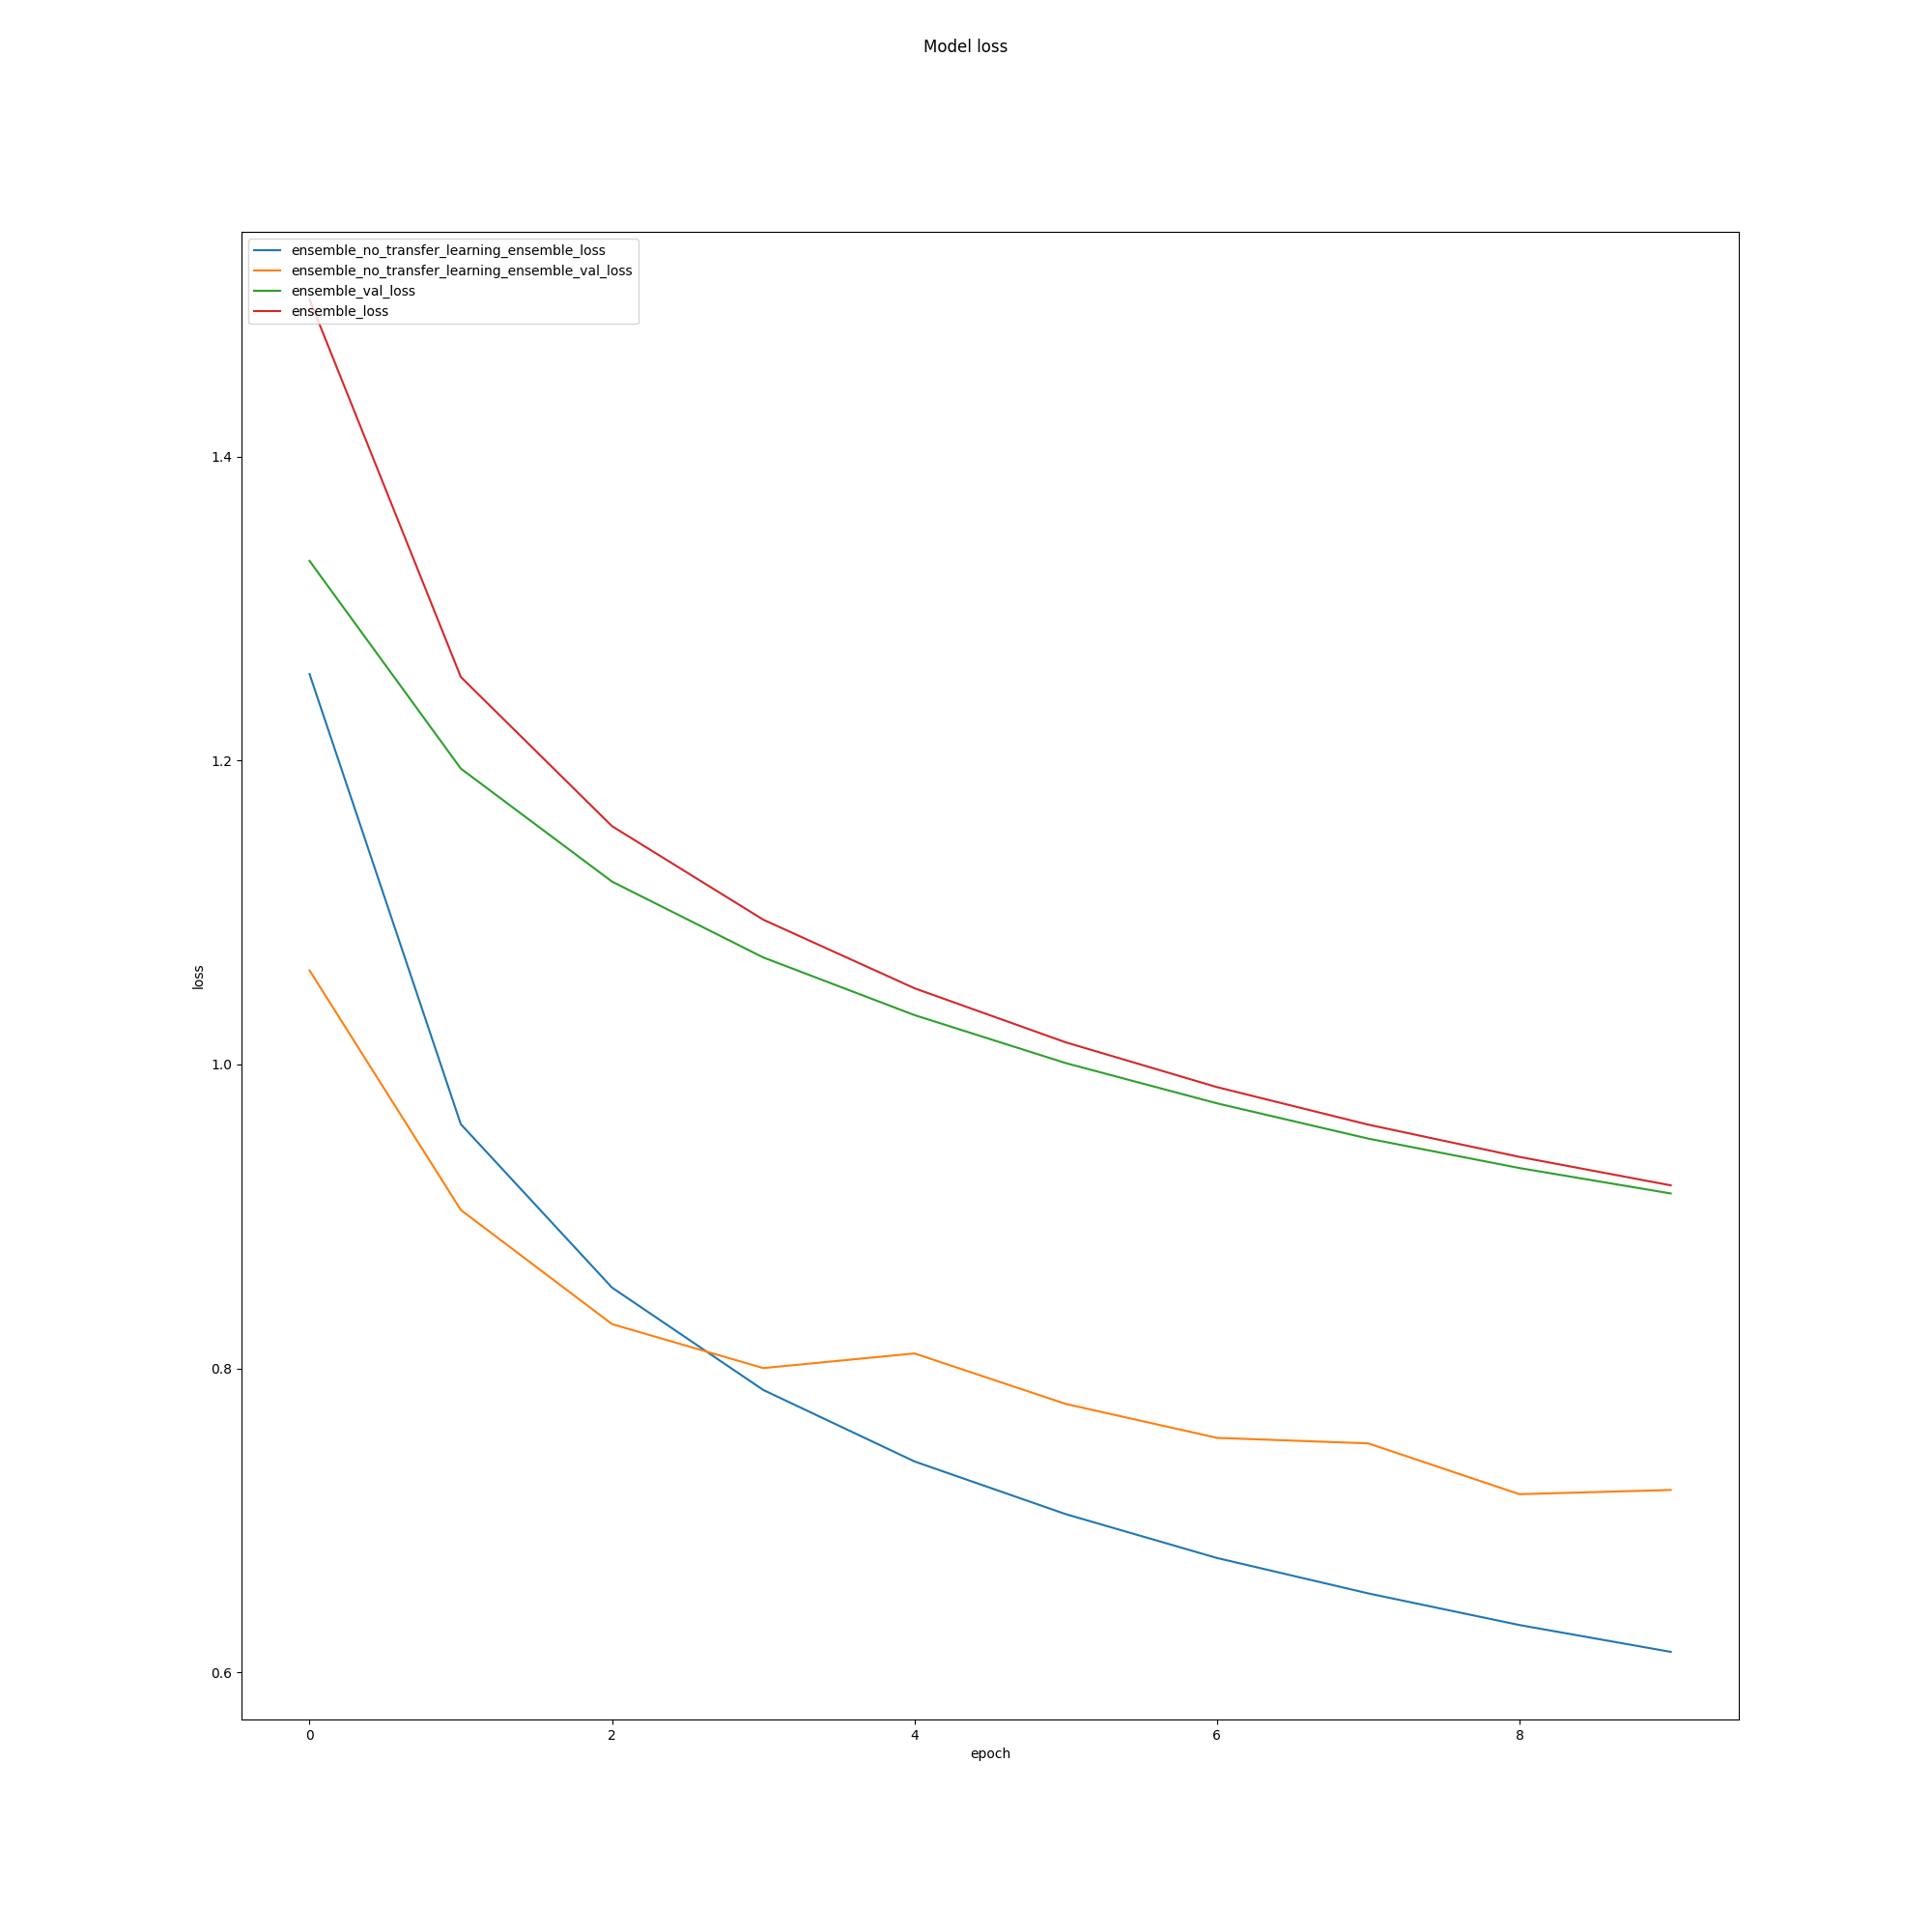 Model loss
ensemble_no_transfer_learning_ensemble_loss
ensemble_no_transfer_learning_ensemble_val_loss
ensemble_val_loss
ensemble_loss
1.4
1.2
1.0
0.8
0.6
loss
0 2 4 6 8
epoch